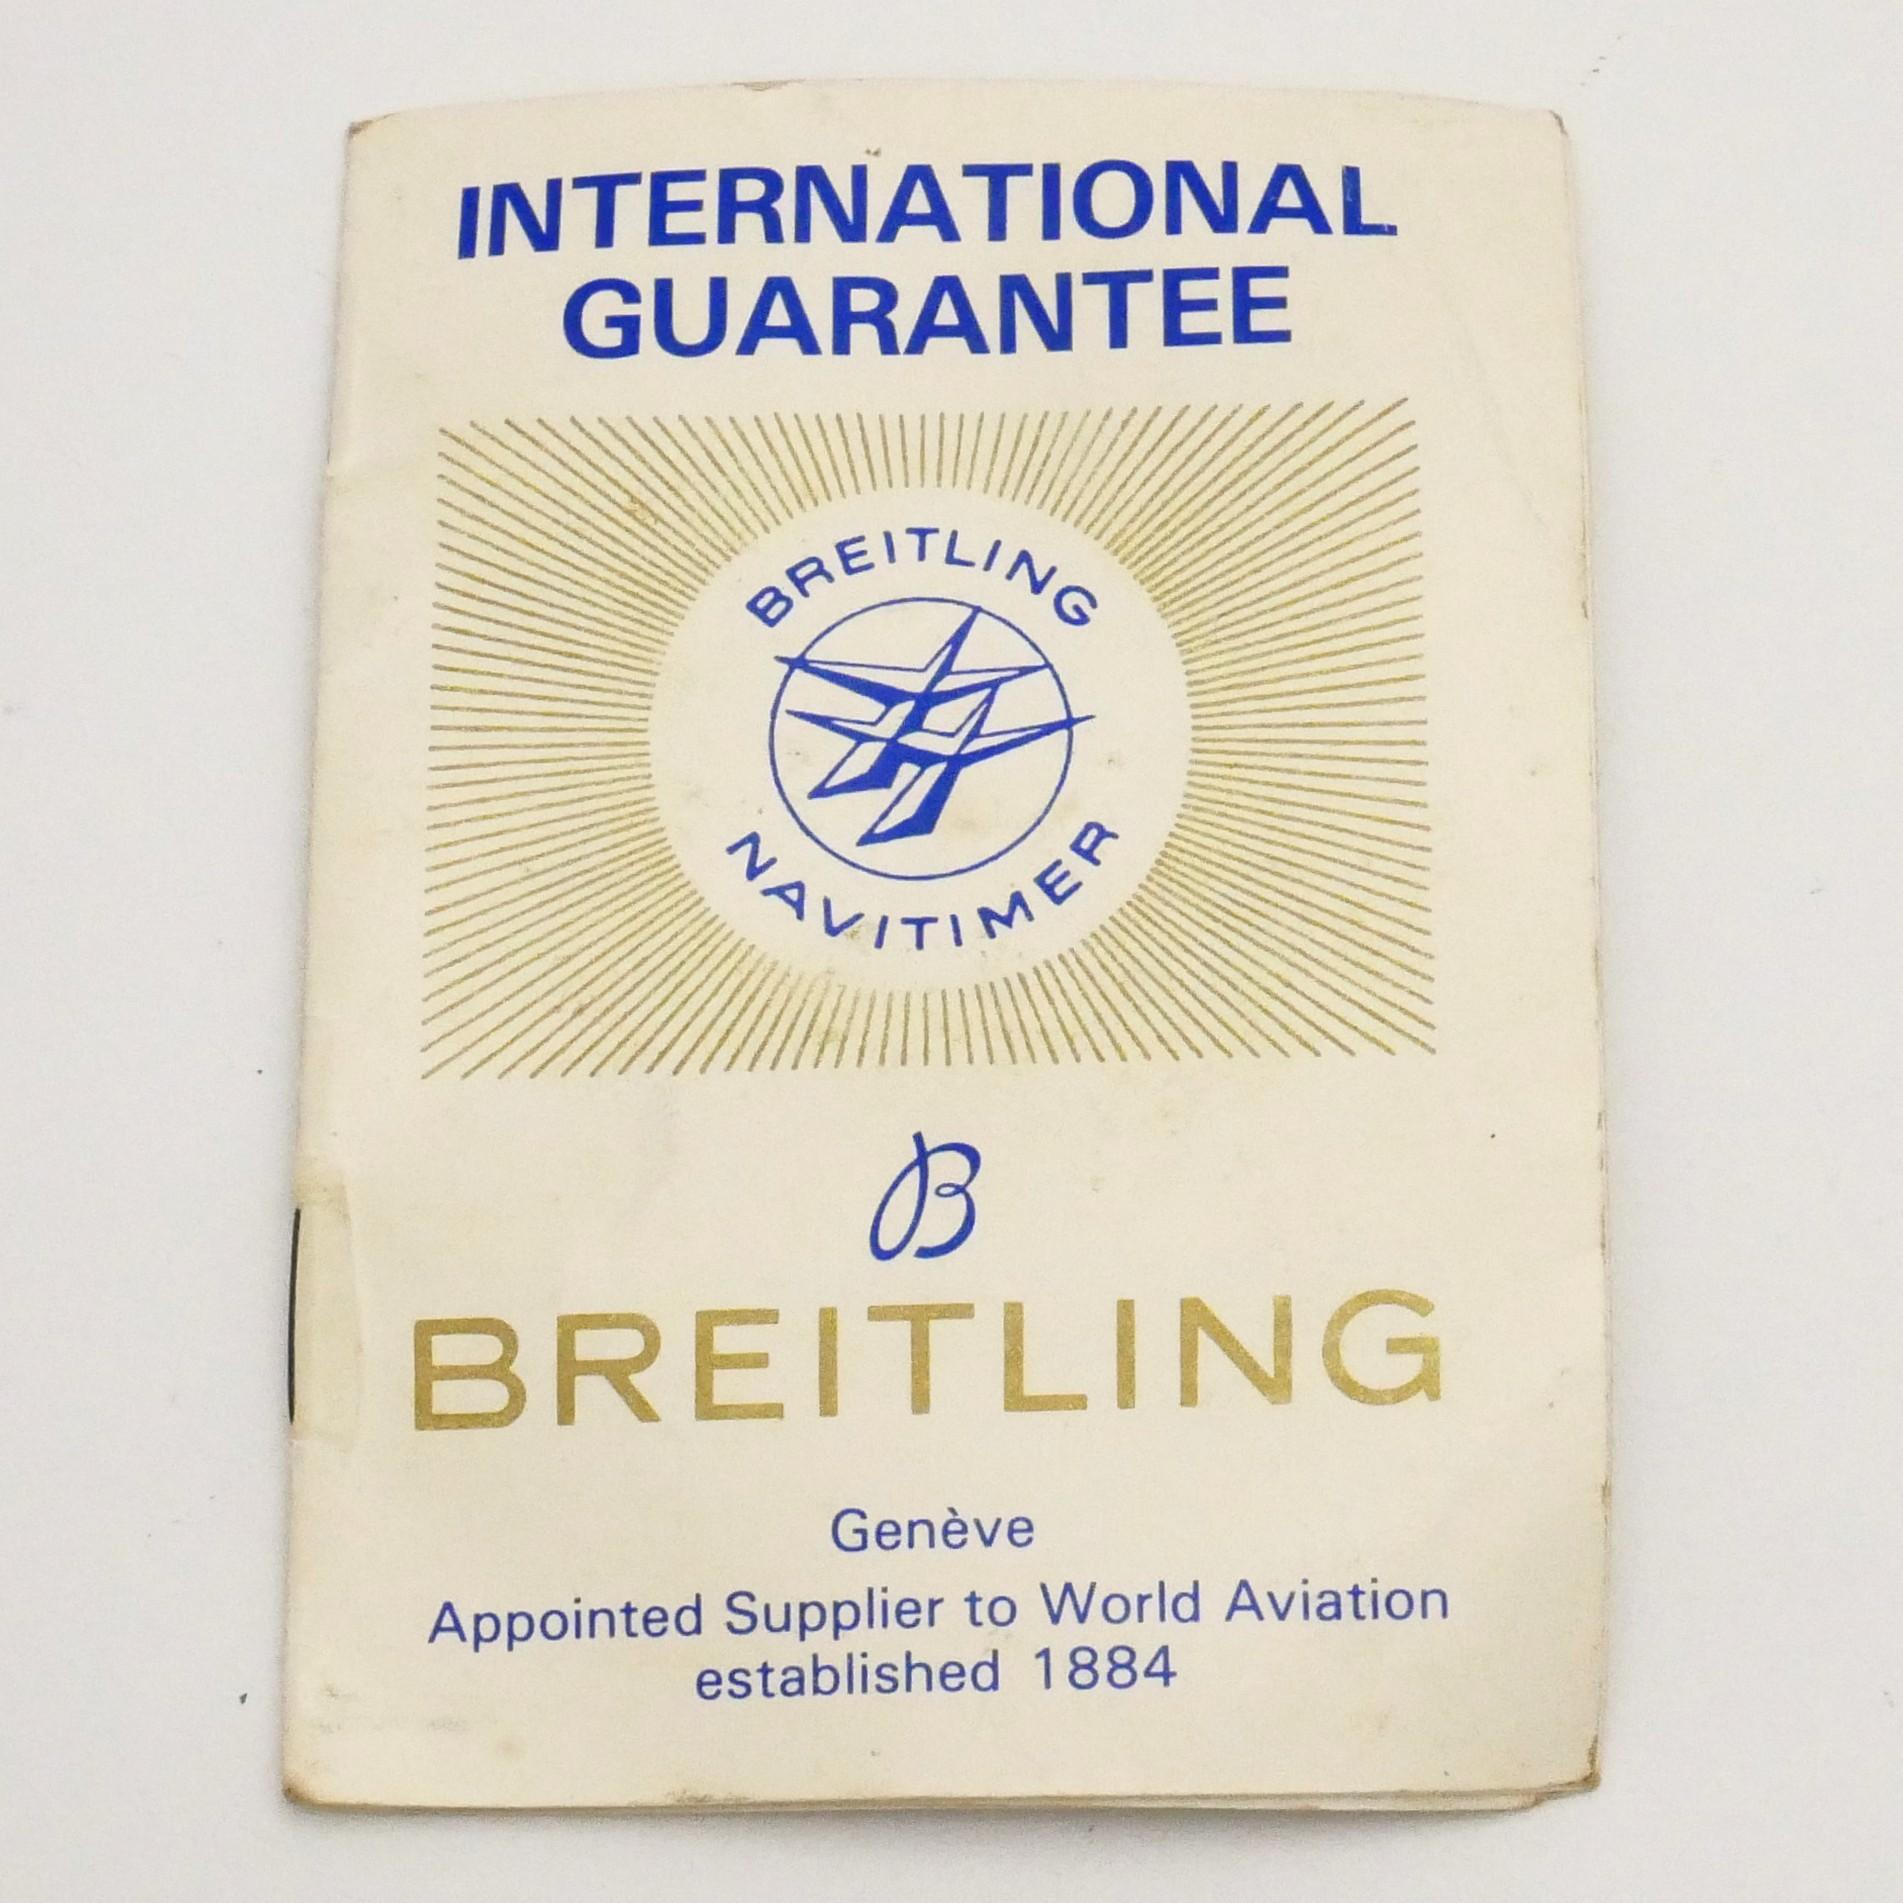 INTERNATIONAL
GUARANTEE
BREITLING
NAVITIMER
B
BREITLING
Genève
Appointed Supplier to World Aviation
established 1884